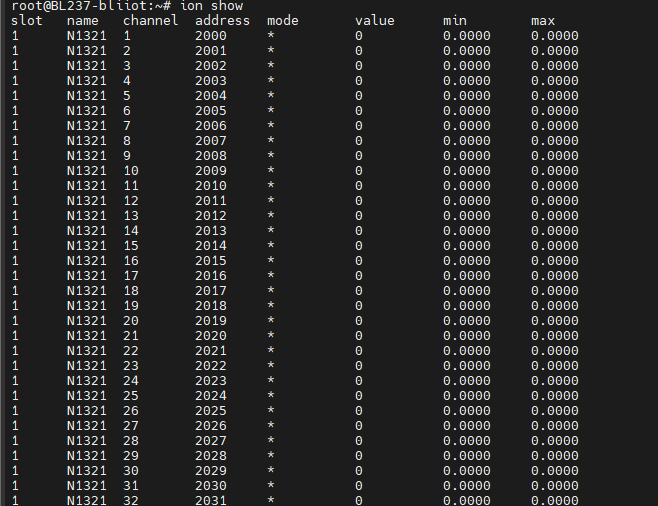 root@BL237-bliiot:~# ion show
slot name channel address mode value min max
1 N1321 1 2000 * 0 0.0000 0.0000
1 N1321 2 2001 * 0 0.0000 0.0000
1 N1321 3 2002 * 0 0.0000 0.0000
1 N1321 4 2003 * 0 0.0000 0.0000
1 N1321 5 2004 * 0 0.0000 0.0000
1 N1321 6 2005 * 0 0.0000 0.0000
1 N1321 7 2006 * 0 0.0000 0.0000
1 N1321 8 2007 * 0 0.0000 0.0000
1 N1321 9 2008 * 0 0.0000 0.0000
1 N1321 10 2009 * 0 0.0000 0.0000
1 N1321 11 2010 * 0 0.0000 0.0000
1 N1321 12 2011 * 0 0.0000 0.0000
1 N1321 13 2012 * 0 0.0000 0.0000
1 N1321 14 2013 * 0 0.0000 0.0000
1 N1321 15 2014 * 0 0.0000 0.0000
1 N1321 16 2015 * 0 0.0000 0.0000
1 N1321 17 2016 * 0 0.0000 0.0000
1 N1321 18 2017 * 0 0.0000 0.0000
1 N1321 19 2018 * 0 0.0000 0.0000
1 N1321 20 2019 * 0 0.0000 0.0000
1 N1321 21 2020 * 0 0.0000 0.0000
1 N1321 22 2021 * 0 0.0000 0.0000
1 N1321 23 2022 * 0 0.0000 0.0000
1 N1321 24 2023 * 0 0.0000 0.0000
1 N1321 25 2024 * 0 0.0000 0.0000
1 N1321 26 2025 * 0 0.0000 0.0000
1 N1321 27 2026 * 0 0.0000 0.0000
1 N1321 28 2027 * 0 0.0000 0.0000
1 N1321 29 2028 * 0 0.0000 0.0000
1 N1321 30 2029 * 0 0.0000 0.0000
1 N1321 31 2030 * 0 0.0000 0.0000
1 N1321 32 2031 * 0 0.0000 0.0000